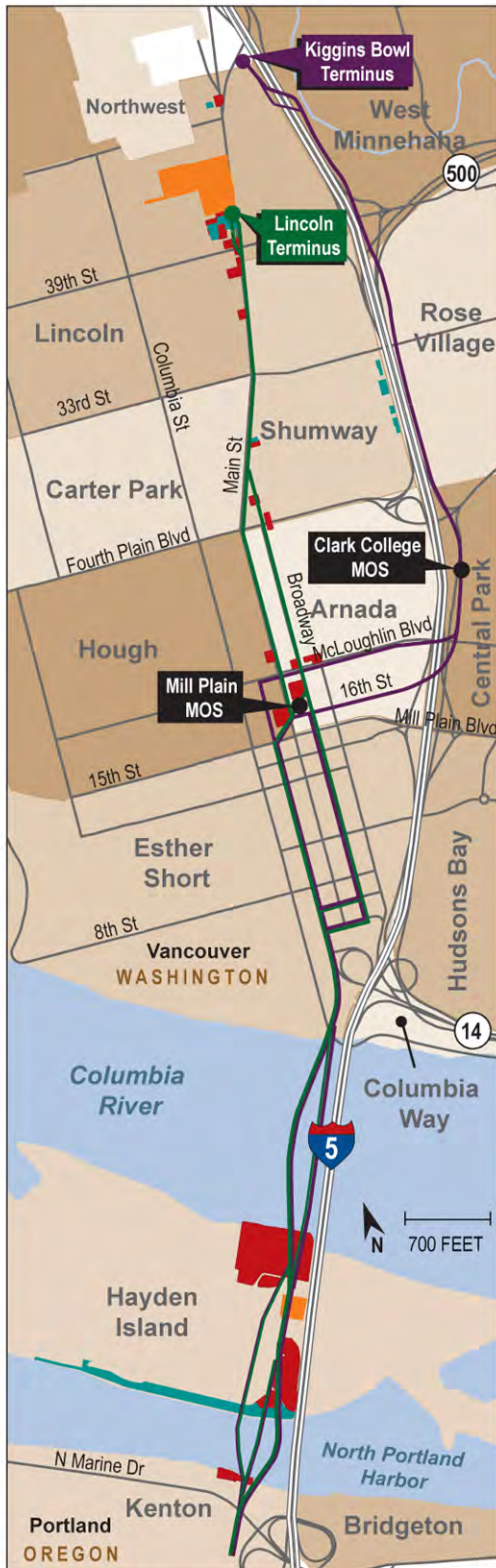 Kiggins Bowl
Terminus
Northwest
West
Minnehaha
500
Lincoln
Terminus
39th St
Lincoln
Columbia St
Rose
Village
33rd St
Main St
Shumway
Carter Park
Fourth Plain Blvd
Clark College
MOS
Broadway
Arnada
Central Park
McLoughlin Blvd
Hough
16th St
Mill Plain
MOS
Mill Plain Blvd
15th St
Esther
Short
Hudsons Bay
8th St
Vancouver
WASHINGTON
14
Columbia
River
Columbia
Way
5
N
700 FEET
Hayden
Island
North Portland
Harbor
N Marine Dr
Kenton
Portland
OREGON
Bridgeton